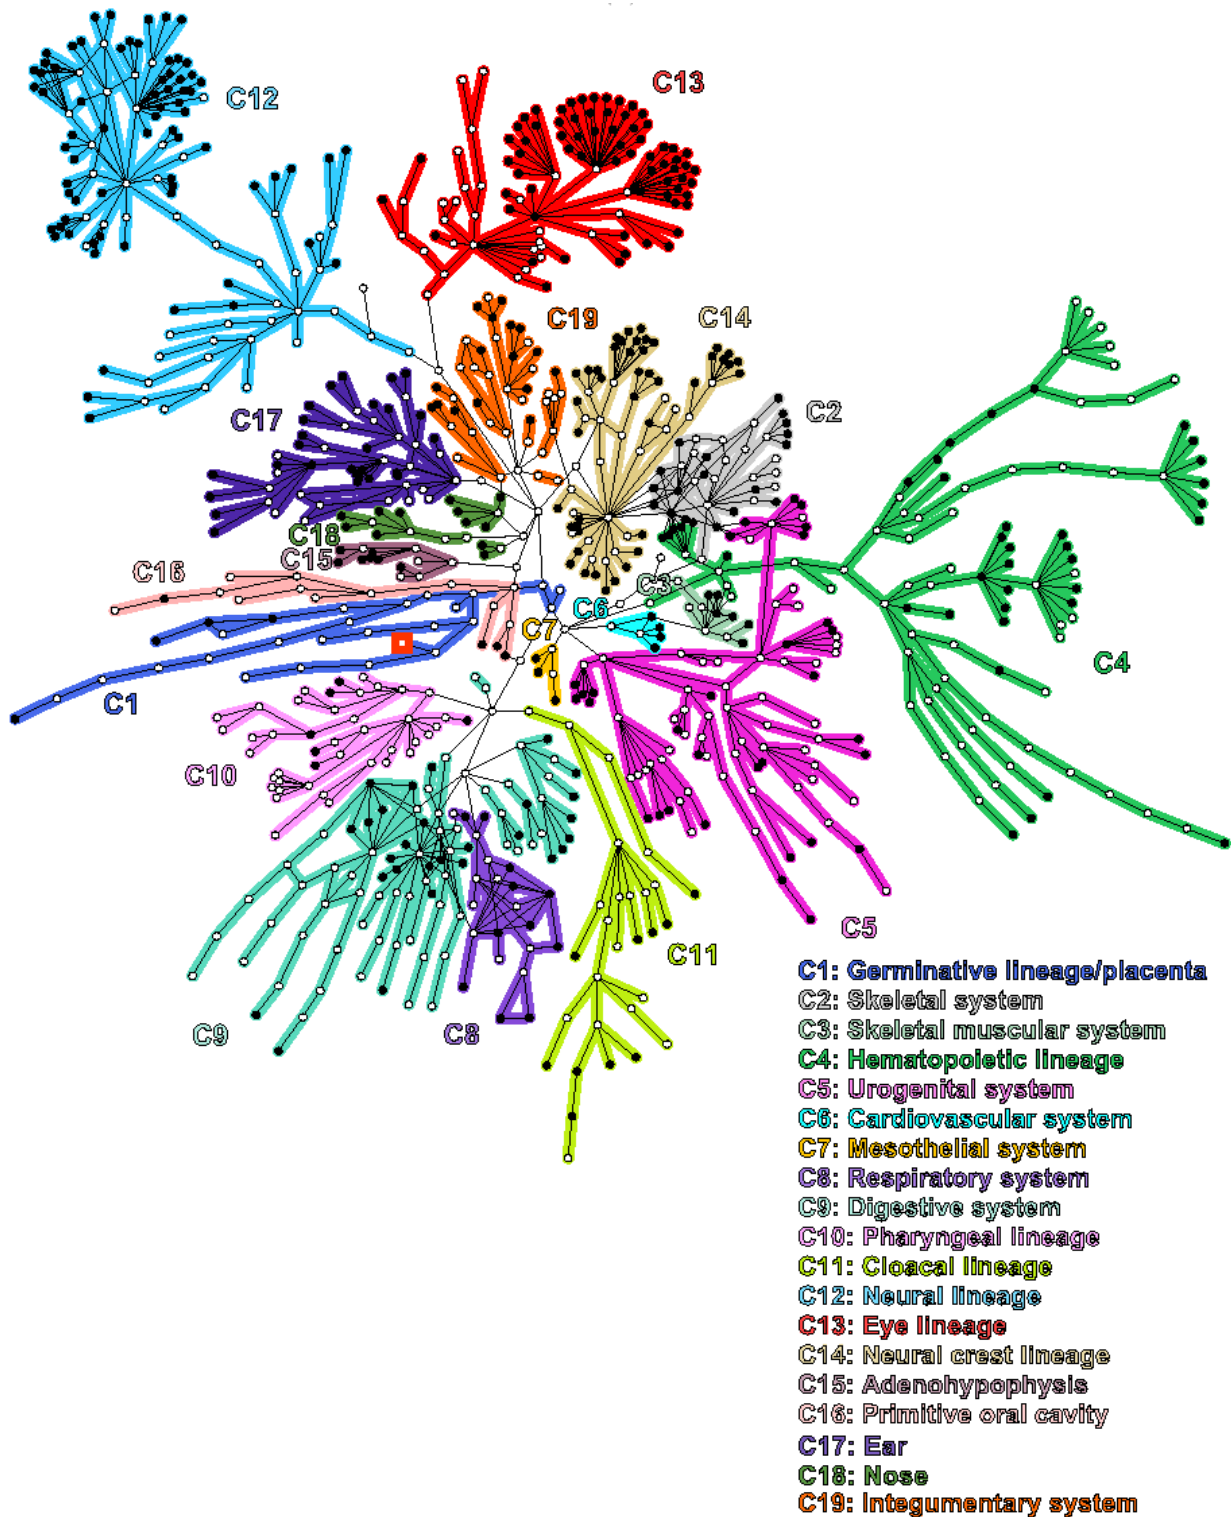 C12
C13
C19
C14
C17
C2
C18
C15
C16
C3
C6
C7
C4
C1
C10
C5
C11
C9
C8
C1: Germinative lineage/placenta
C2: Skeletal system
C3: Skeletal muscular system
C4: Hematopoietic lineage
C5: Urogenital system
C6: Cardiovascular system
C7: Mesothelial system
C8: Respiratory system
C9: Digestive system
C10: Pharyngeal lineage
C11: Cloacal lineage
C12: Neural lineage
C13: Eye lineage
C14: Neural crest lineage
C15: Adenohypophysis
C16: Primitive oral cavity
C17: Ear
C18: Nose
C19: Integumentary system